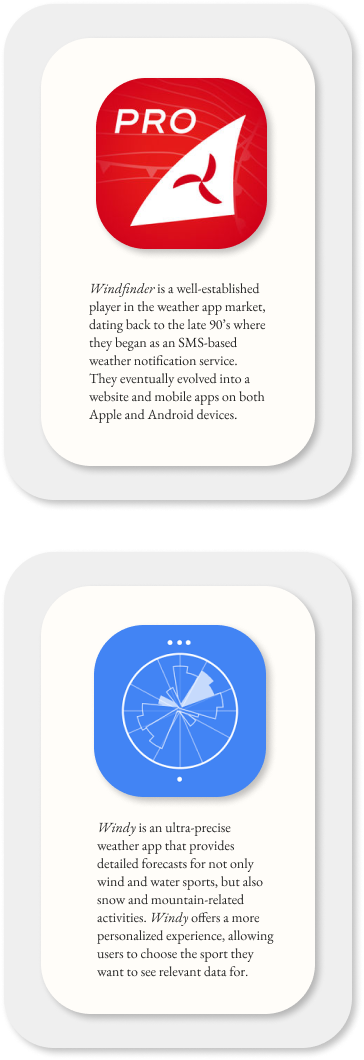 PRO
Windfinder is a well-established
player in the weather app market,
dating back to the late 90’s where
they began as an SMS-based
weather notification service.
They eventually evolved into a
website and mobile apps on both
Apple and Android devices.
Windy is an ultra-precise
weather app that provides
detailed forecasts for not only
wind and water sports, but also
snow and mountain-related
activities. Windy offers a more
personalized experience, allowing
users to choose the sport they
want to see relevant data for.